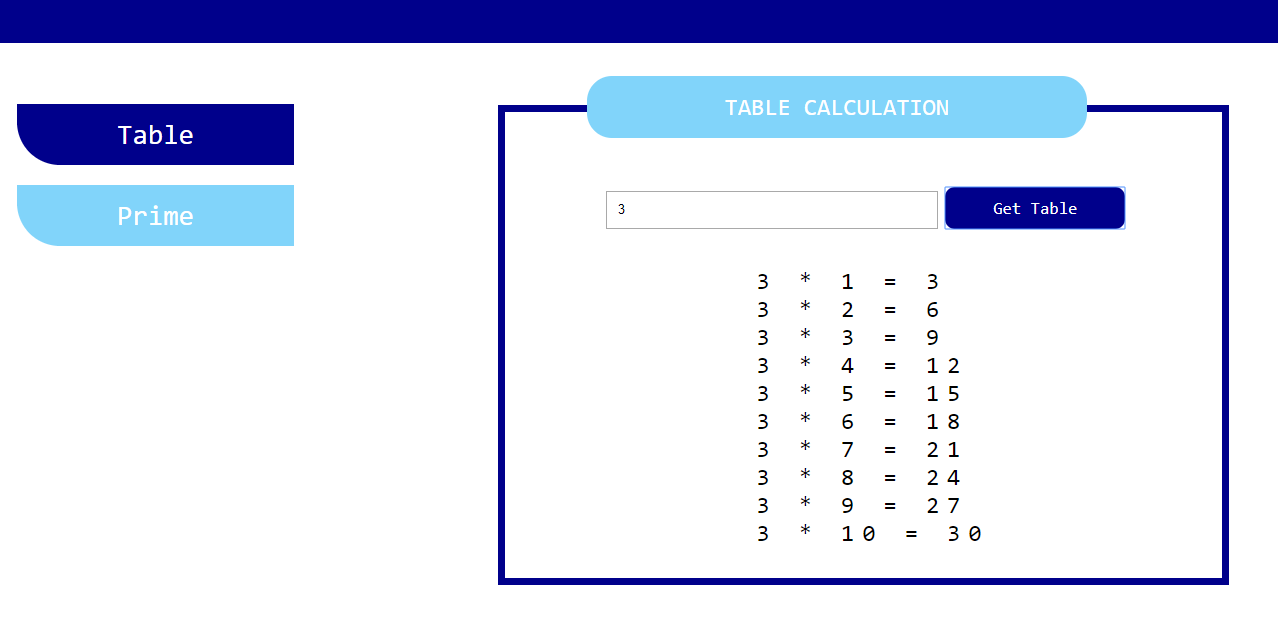 Table
Prime
TABLE CALCULATION
3
Get Table
3 * 1 = 3
3 * 2 = 6
3 * 3 = 9
3 * 4 = 12
3 * 5 = 15
3 * 6 = 18
3 * 7 = 21
3 * 8 = 24
3 * 9 = 27
3 * 10 = 30